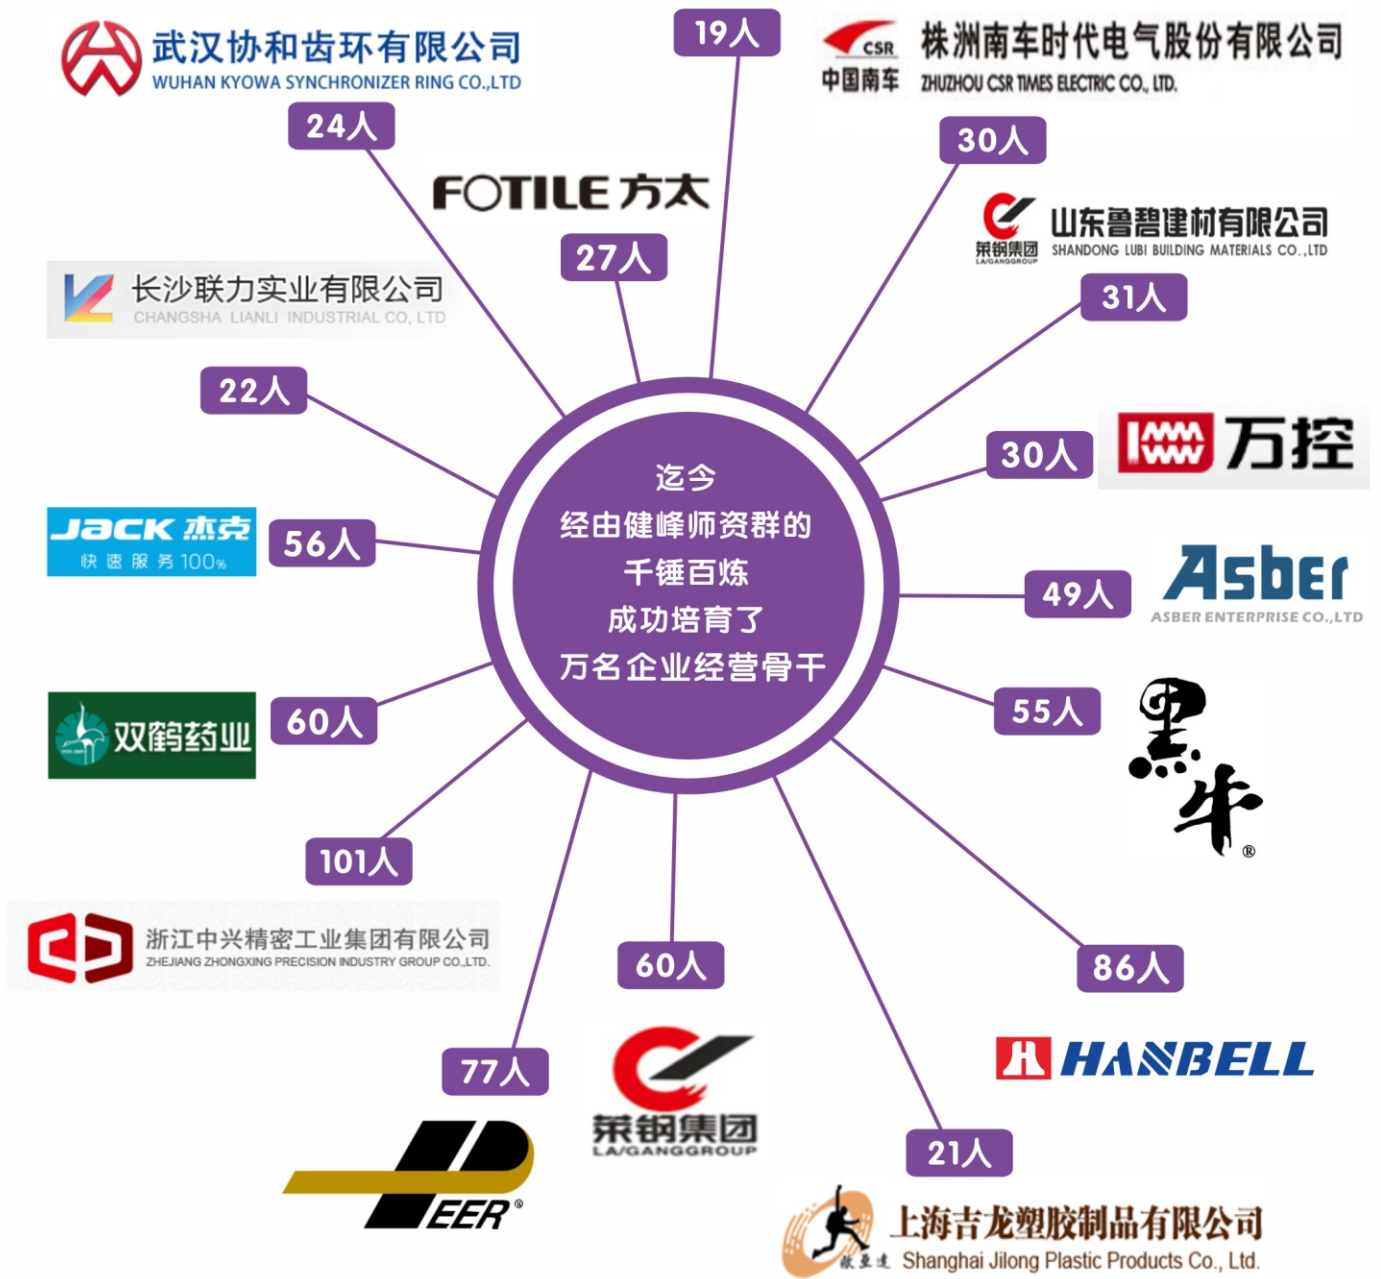 武汉协和齿环有限公司
WUHAN KYOWA SYNCHRONIZER RING CO.,LTD
24人
19人
CSR
中国南车
株洲南车时代电气股份有限公司
ZHUZHOU CSR TIMES ELECTRIC CO., LTD.
30人
FOTILE 方太
27人
莱钢集团
LAIGANGGROUP
山东鲁碧建材有限公司
SHANDONG LUBI BUILDING MATERIALS CO.,LTD
31人
长沙联力实业有限公司
CHANGSHA LIANLI INDUSTRIAL CO, LTD
22人
30人
万控
JACK 杰克
快速服务100%
56人
迄今
经由健峰师资群的
千锤百炼
成功培育了
万名企业经营骨干
49人
Asber
ASBER ENTERPRISE CO.,LTD
双鹤药业
60人
55人
黑牛®
101人
浙江中兴精密工业集团有限公司
ZHEJIANG ZHONGXING PRECISION INDUSTRY GROUP CO.,LTD.
60人
莱钢集团
LAIGANGGROUP
86人
HANBELL
77人
PEER®
21人
上海吉龙塑胶制品有限公司
Shanghai Jilong Plastic Products Co., Ltd.